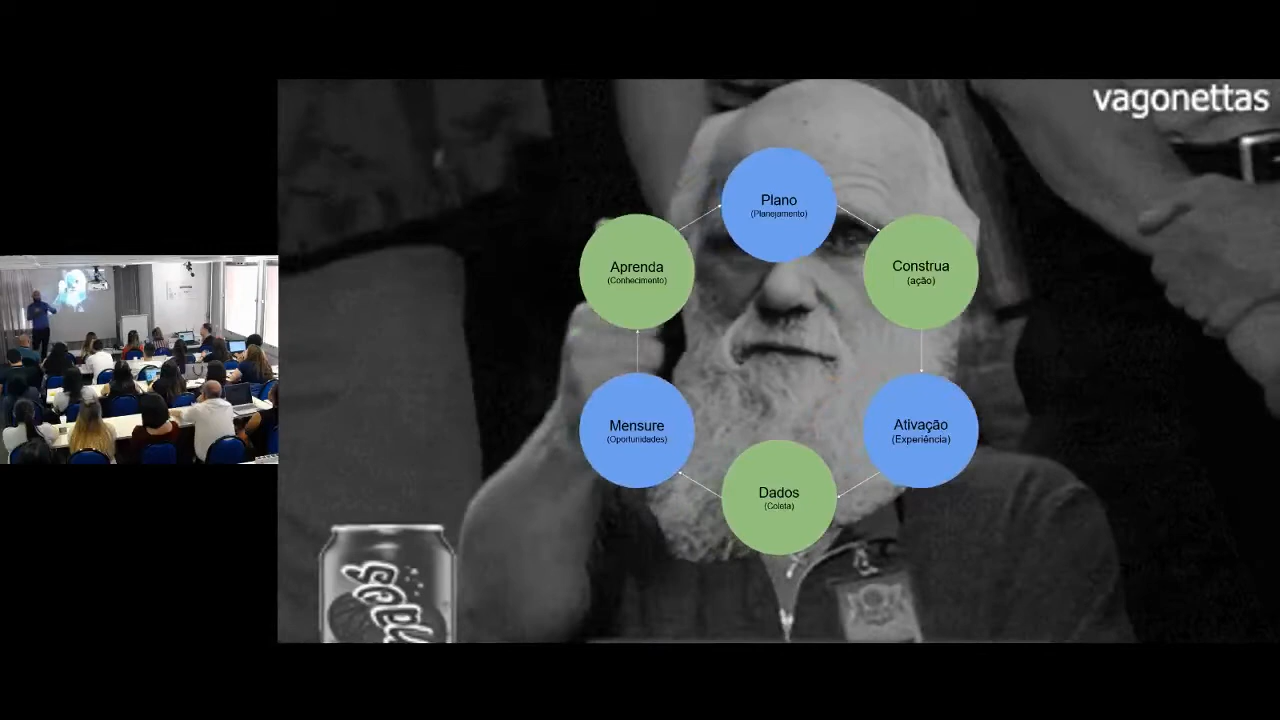 vagonettas
Plano
(Planejamento)
Aprenda
(Conhecimento)
Construa
(ação)
Mensure
(Oportunidades)
Ativação
(Experiência)
Dados
(Coleta)